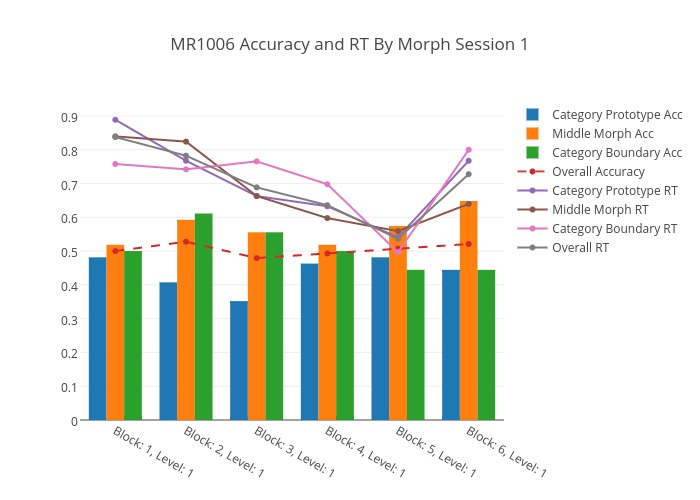 MR1006 Accuracy and RT By Morph Session 1
0.9
0.8
0.7
0.6
0.5
0.4
0.3
0.2
0.1
0
Block: 1, Level: 1
Block: 2, Level: 1
Block: 3, Level: 1
Block: 4, Level: 1
Block: 5, Level: 1
Block: 6, Level: 1
Category Prototype Acc
Middle Morph Acc
Category Boundary Acc
Overall Accuracy
Category Prototype RT
Middle Morph RT
Category Boundary RT
Overall RT